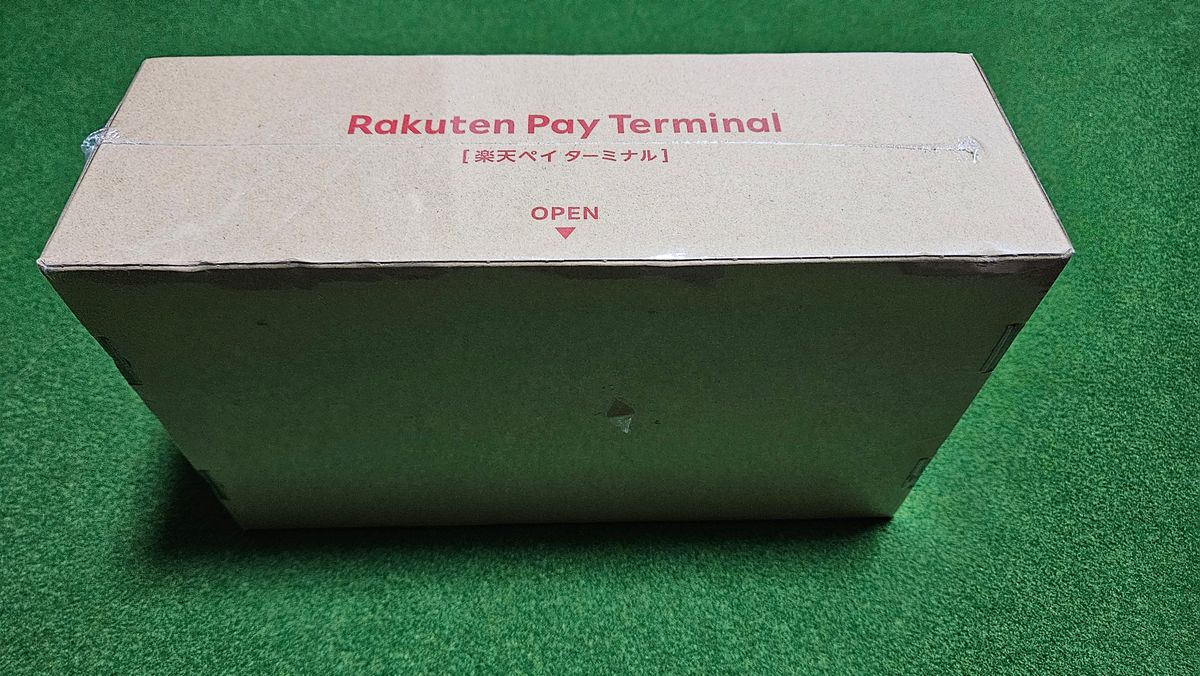 Rakuten Pay Terminal
[ 楽天ペイ ターミナル ]
OPEN